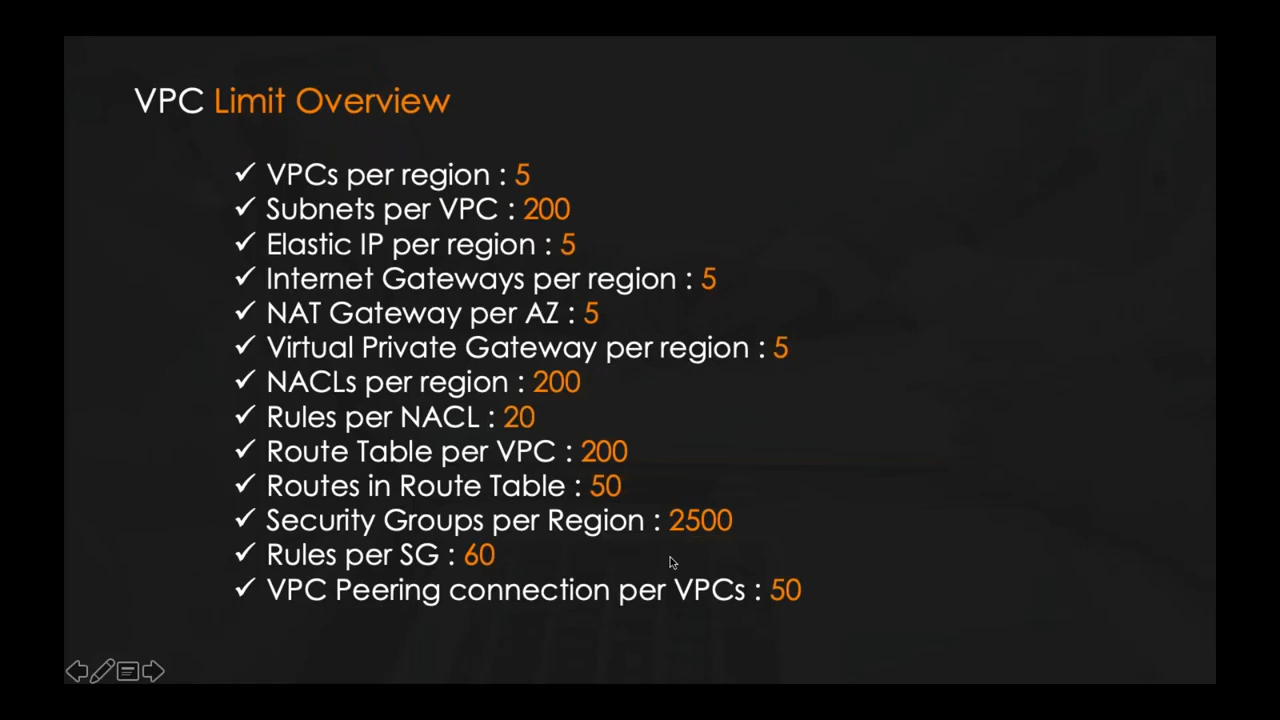 VPC Limit Overview
✓ VPCs per region : 5
✓ Subnets per VPC : 200
✓ Elastic IP per region : 5
✓ Internet Gateways per region : 5
✓ NAT Gateway per AZ : 5
✓ Virtual Private Gateway per region : 5
✓ NACLs per region : 200
✓ Rules per NACL : 20
✓ Route Table per VPC : 200
✓ Routes in Route Table : 50
✓ Security Groups per Region : 2500
✓ Rules per SG : 60
✓ VPC Peering connection per VPCs : 50